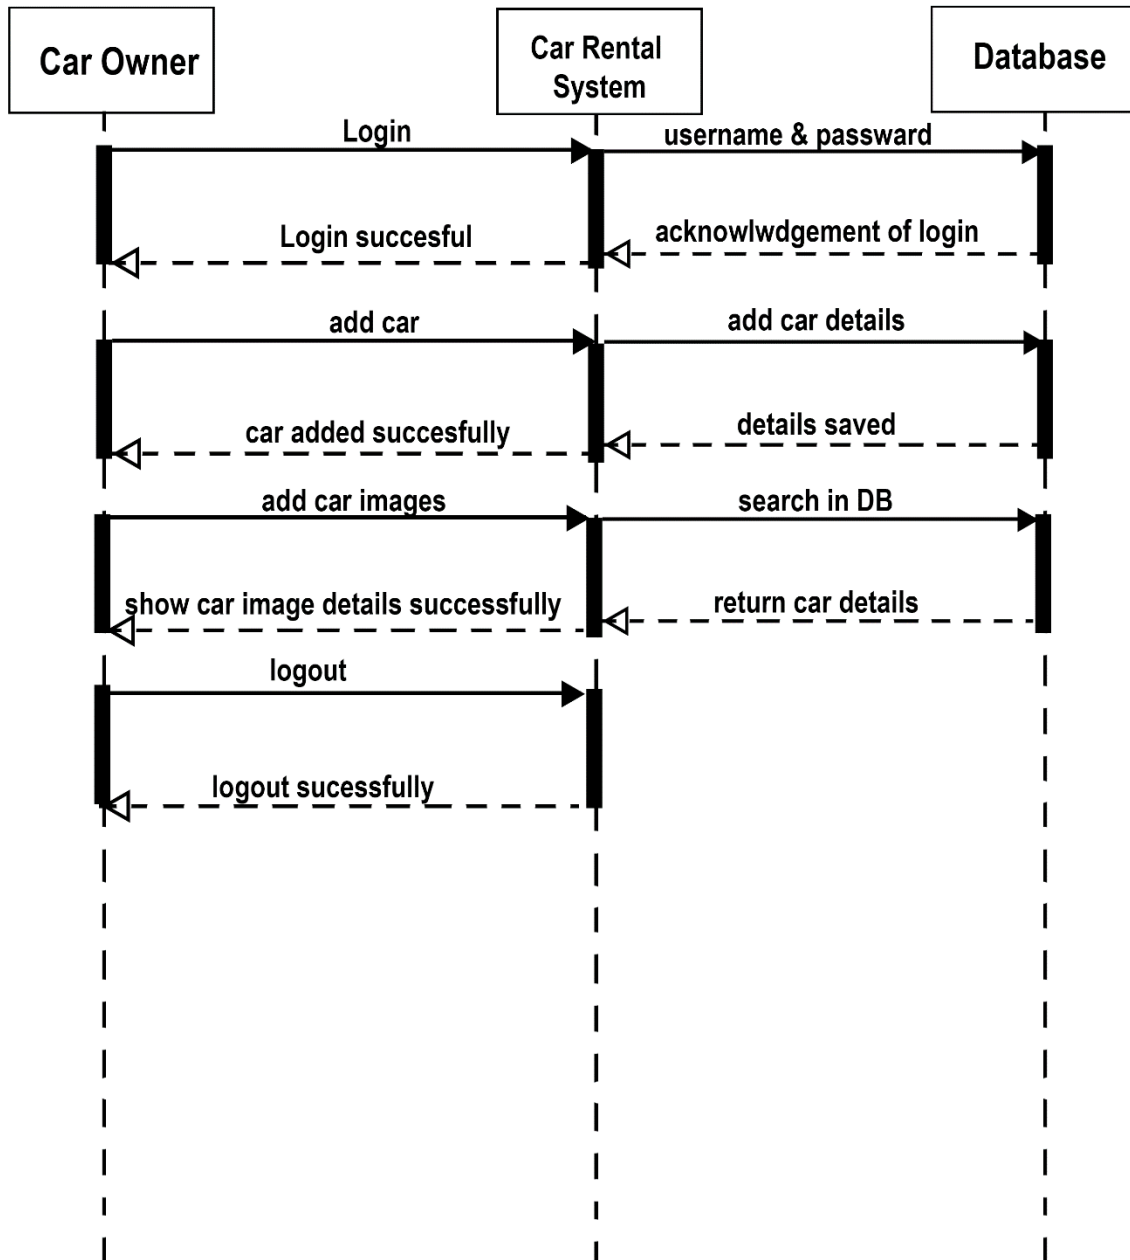 Car Owner
Car Rental
System
Database
Login
username & passward
Login succesful
acknowlwdgement of login
add car
add car details
car added succesfully
details saved
add car images
search in DB
show car image details successfully
return car details
logout
logout sucessfully